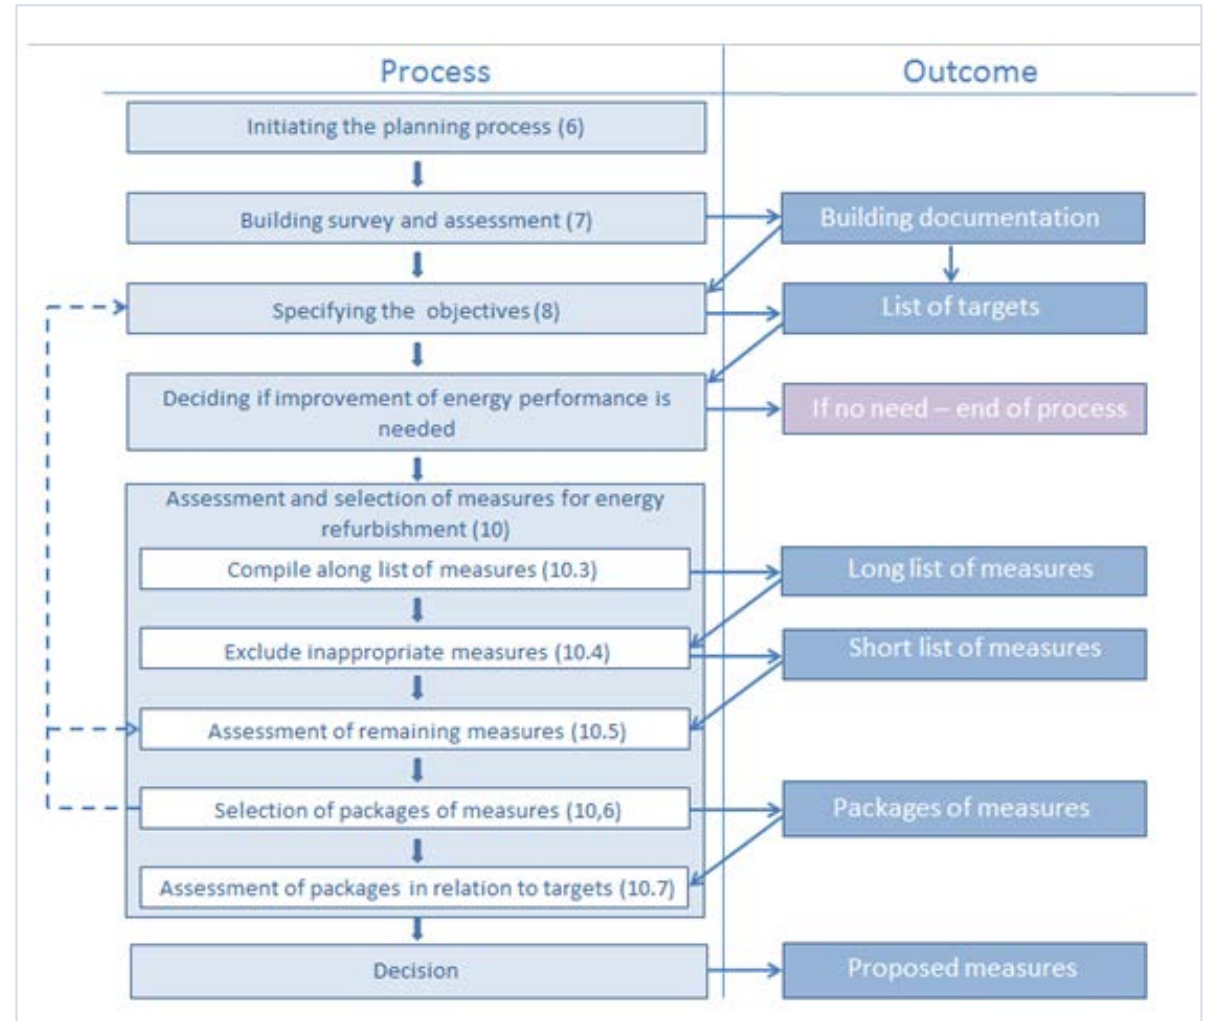 Process
Outcome
Initiating the planning process (6)
Building survey and assessment (7)
Building documentation
Specifying the objectives (8)
List of targets
Deciding if improvement of energy performance is
needed
If no need – end of process
Assessment and selection of measures for energy
refurbishment (10)
Compile along list of measures (10.3)
Long list of measures
Exclude inappropriate measures (10.4)
Short list of measures
Assessment of remaining measures (10.5)
Selection of packages of measures (10,6)
Packages of measures
Assessment of packages in relation to targets (10.7)
Decision
Proposed measures